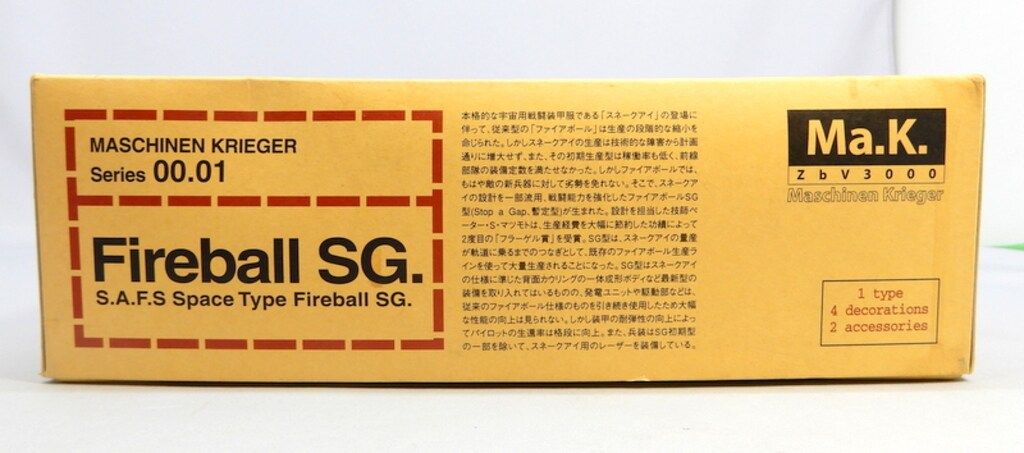 MASCHINEN KRIEGER
Series 00.01
Fireball SG.
S.A.F.S Space Type Fireball SG.
本格的な宇宙用戦闘装甲服である「スネークアイ」の登場に
伴って、従来型の「ファイアボール」は生産の段階的な縮小を
命じられた。しかしスネークアイの生産は技術的な障害から計画
通りに増大せず、また、その初期生産型は稼働率も低く、前線
部隊の装備定数を満たせなかった。しかしファイアボールでは、
もはや敵の新兵器に対して劣勢を免れない。そこで、スネークア
イの設計を一部流用、戦闘能力を強化したファイアボールSG
型(Stop a Gap、暫定型)が生まれた。設計を担当した技師ペ
ーター・S・マツモトは、生産経費を大幅に節約した功績によって
2度目の「フラーゲル賞」を受賞。SG型は、スネークアイの量産
が軌道に乗るまでのつなぎとして、既存のファイアボール生産ラ
インを使って大量生産されることになった。SG型はスネークアイ
の仕様に準じた背面カウリングの一体成形ボディなど最新型の
装備を取り入れてはいるものの、発電ユニットや駆動部などは、
従来のファイアボール仕様のものを引き続き使用したため大幅
な性能の向上は見られない。しかし装甲の耐弾性の向上によっ
てパイロットの生還率は格段に向上。また、兵装はSG初期型
の一部を除いて、スネークアイ用のレーザーを装備している。
Ma.K.
ZbV3000
Maschinen Krieger
1 type
4 decorations
2 accessories